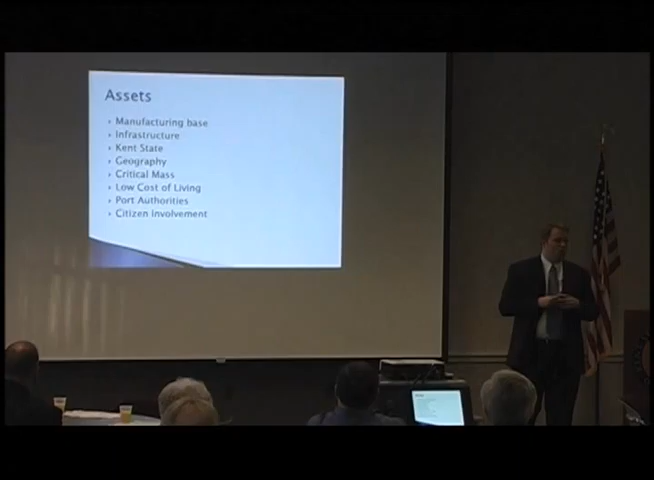 Assets
Manufacturing base
Infrastructure
Kent State
Geography
Critical Mass
Low Cost of Living
Port Authorities
Citizen Involvement